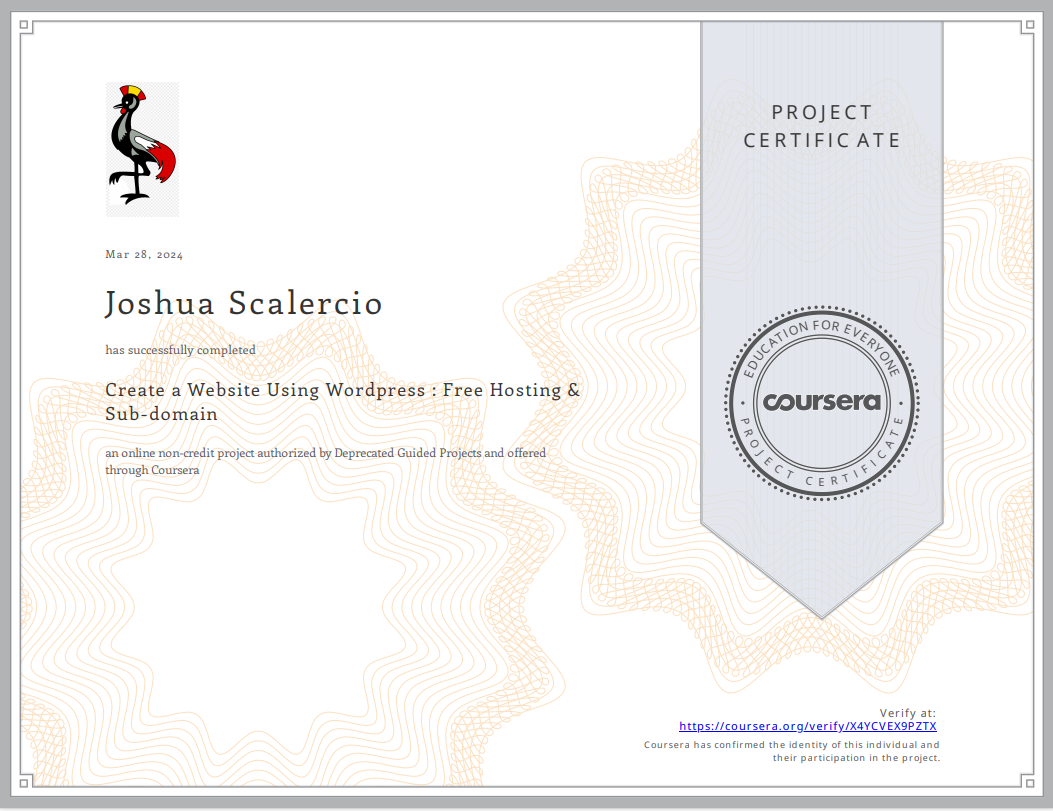 PROJECT
CERTIFICATE
Mar 28, 2024
Joshua Scalercio
has successfully completed
Create a Website Using Wordpress : Free Hosting &
Sub-domain
an online non-credit project authorized by Deprecated Guided Projects and offered
through Coursera
EDUCATION FOR EVERYONE
coursera
PROJECT CERTIFICATE
Verify at:
https://coursera.org/verify/X4YCVEX9PZTX
Coursera has confirmed the identity of this individual and
their participation in the project.